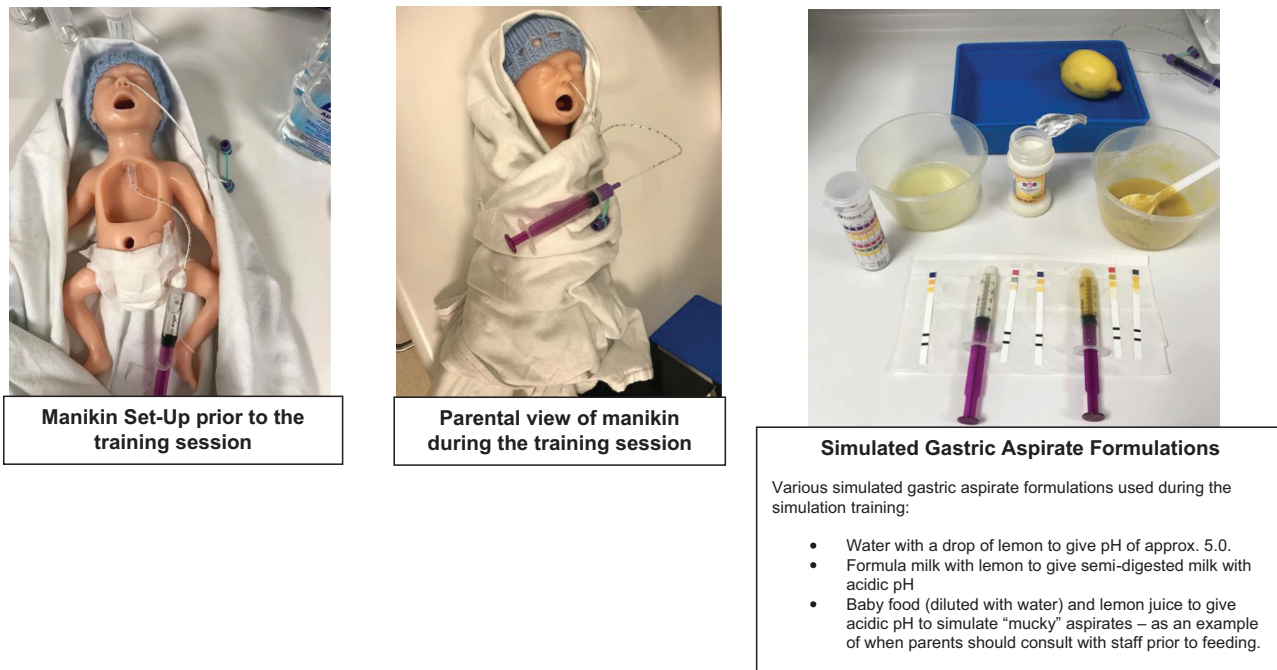 Manikin Set-Up prior to the
training session
Parental view of manikin
during the training session
Simulated Gastric Aspirate Formulations
Various simulated gastric aspirate formulations used during the
simulation training:
• Water with a drop of lemon to give pH of approx. 5.0.
• Formula milk with lemon to give semi-digested milk with
acidic pH
• Baby food (diluted with water) and lemon juice to give
acidic pH to simulate “mucky” aspirates – as an example
of when parents should consult with staff prior to feeding.